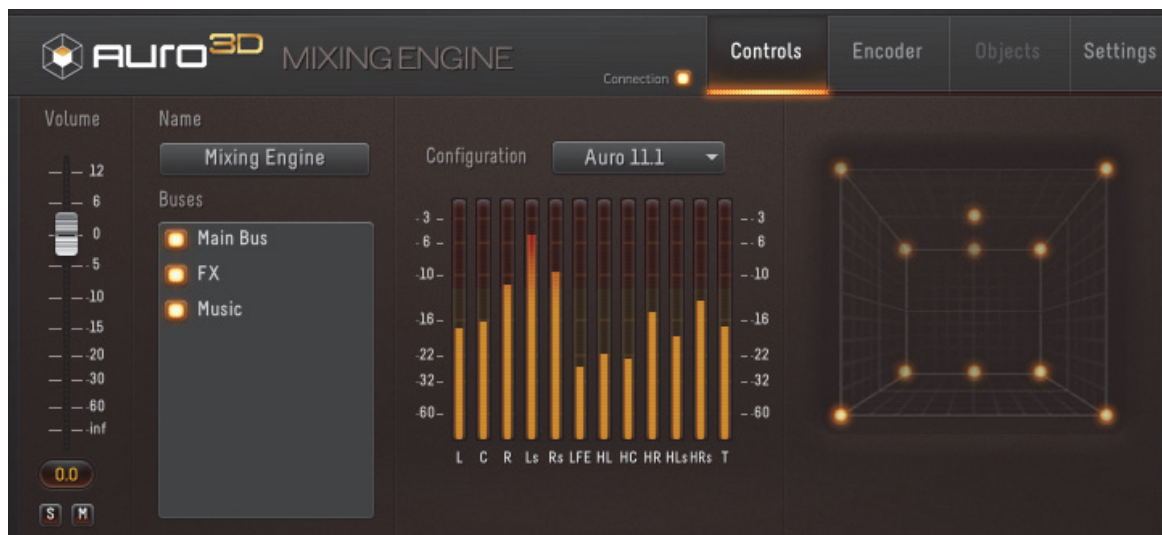 AURO 3D MIXING ENGINE
Connection
Controls
Encoder
Objects
Settings
Volume
12
6
0
-5
-10
-15
-20
-30
-60
-inf
0.0
S M
Name
Mixing Engine
Buses
Main Bus
FX
Music
Configuration Auro 11.1
-3 - - -3
-6 - - -6
-10 - - -10
-16 - - -16
-22 - - -22
-32 - - -32
-60 - - -60
L C R Ls Rs LFE HL HC HR HLs HRs T